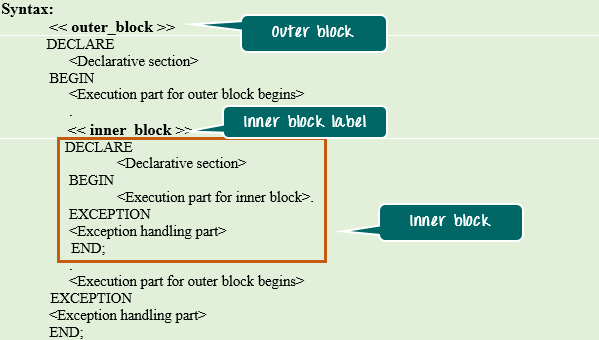 Syntax:
<< outer_block >>
Outer block
DECLARE
<Declarative section>
BEGIN
<Execution part for outer block begins>
.
<< inner_block >>
Inner block label
DECLARE
<Declarative section>
BEGIN
<Execution part for inner block>.
EXCEPTION
<Exception handling part>
END;
Inner block
.
<Execution part for outer block begins>
EXCEPTION
<Exception handling part>
END;